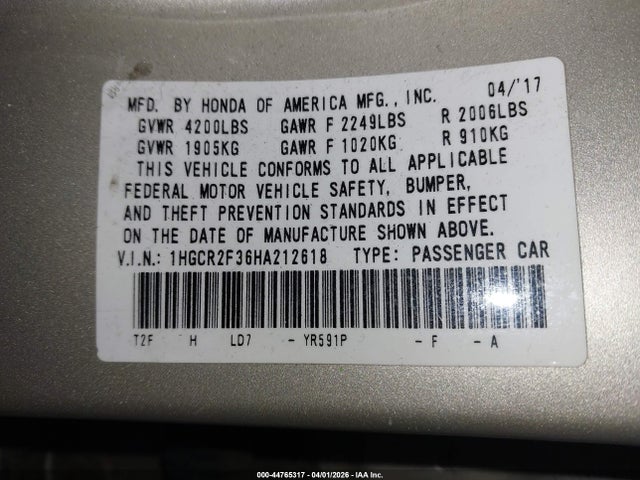 MFD. BY HONDA OF AMERICA MFG., INC. 04/'17
GVWR 4200LBS GAWR F 2249LBS R 2006LBS
GVWR 1905KG GAWR F 1020KG R 910KG
THIS VEHICLE CONFORMS TO ALL APPLICABLE
FEDERAL MOTOR VEHICLE SAFETY, BUMPER,
AND THEFT PREVENTION STANDARDS IN EFFECT
ON THE DATE OF MANUFACTURE SHOWN ABOVE.
V.I.N.: 1HGCR2F36HA212618 TYPE: PASSENGER CAR
T2F H LD7 - YR591P - F - A
000-44765317 - 04/01/2026 - IAA Inc.